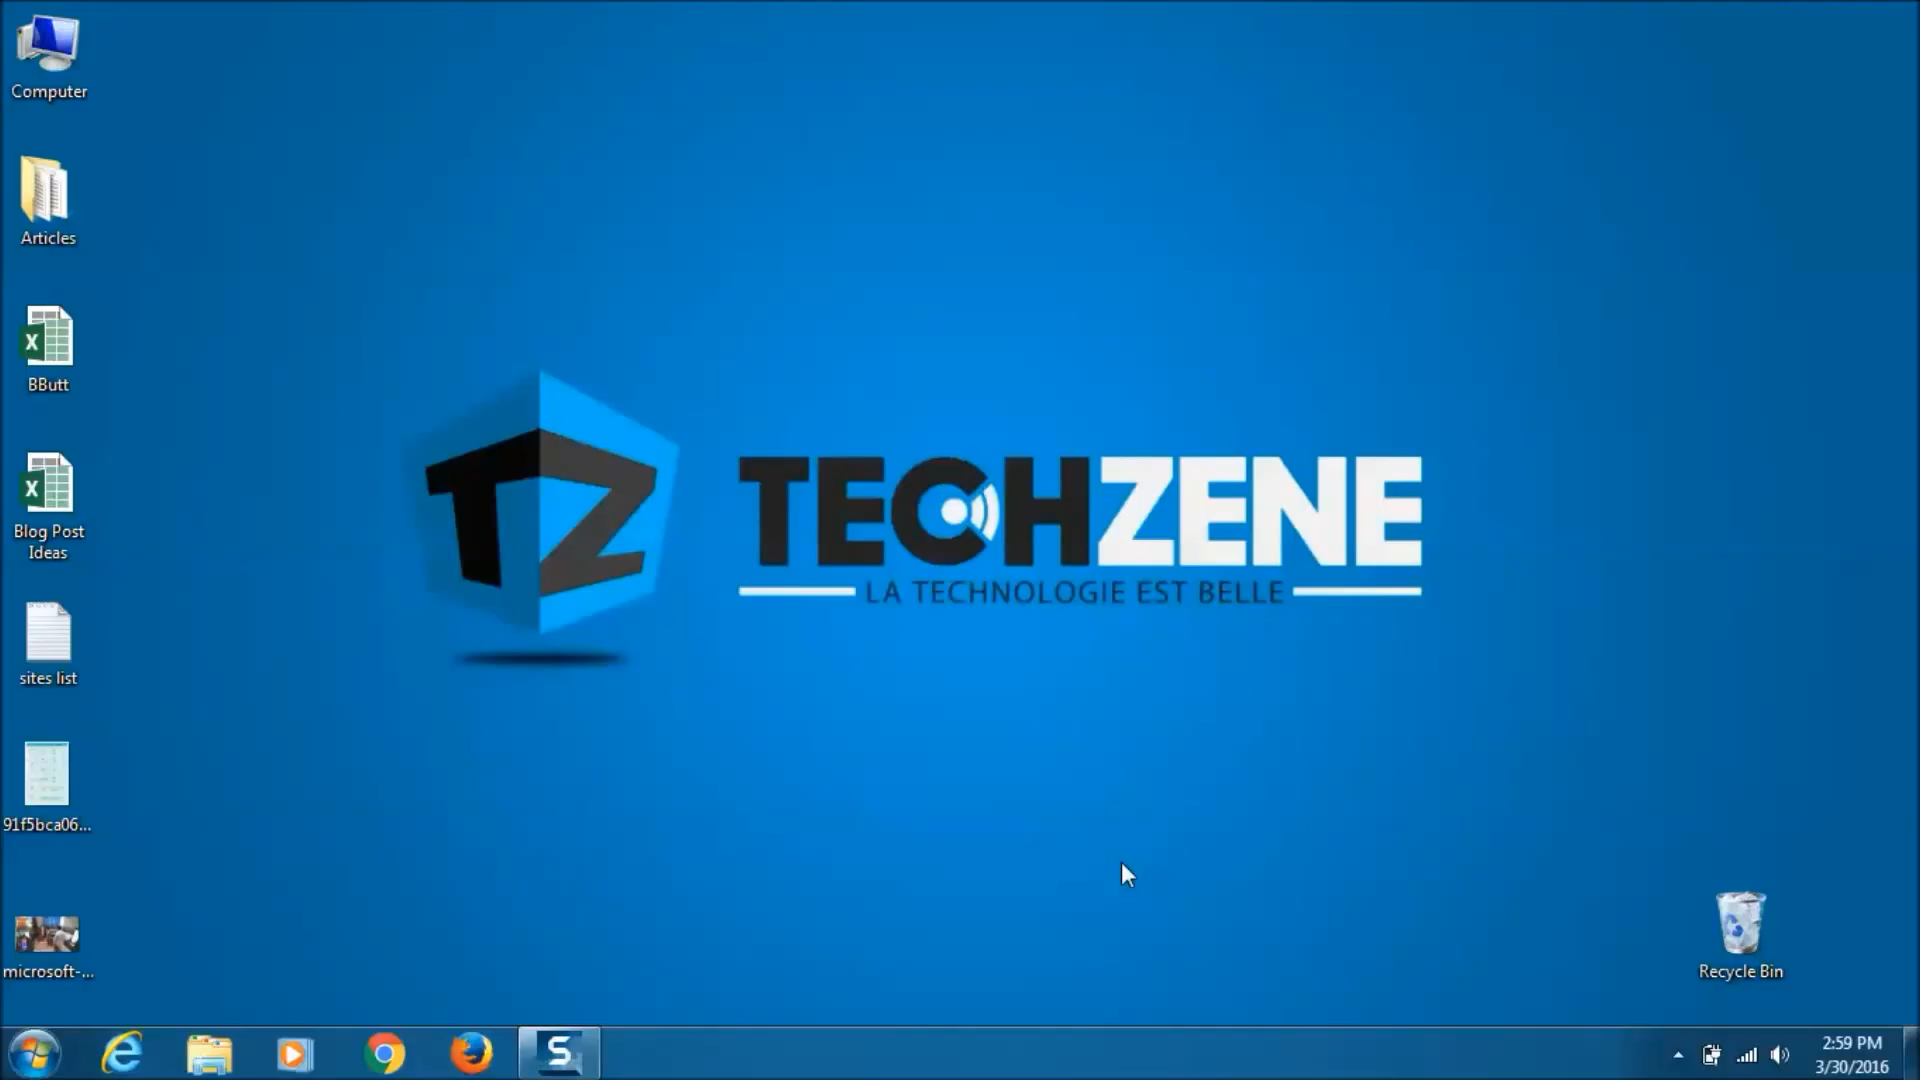 Computer
Articles
BButt
Blog Post
Ideas
sites list
91f5bca06...
microsoft-...
TZ
TECHZENE
LA TECHNOLOGIE EST BELLE
Recycle Bin
S
2:59 PM
3/30/2016